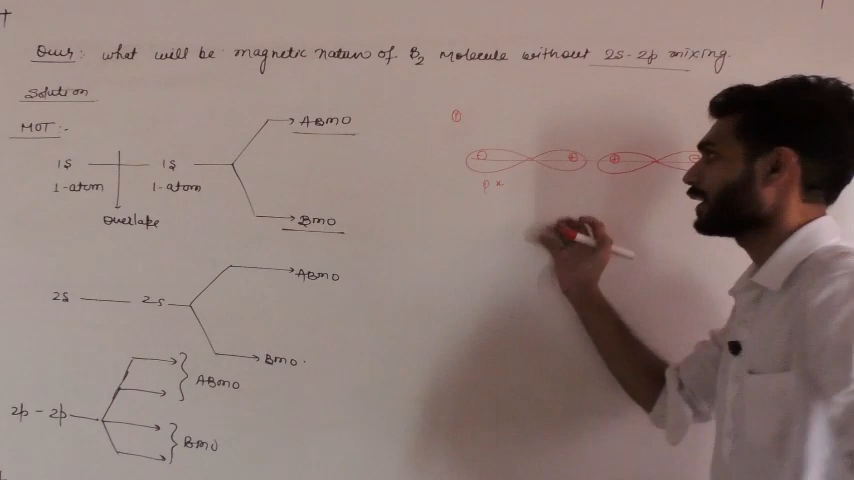 Ques: what will be magnetic nature of B2 molecule without 2s-2p mixing.
Solution
MOT:-
1s 1s ABMO
1-atom 1-atom
overlape
BMO
2s 2s ABMO
BMO.
2p - 2p ABMO
BMO
px